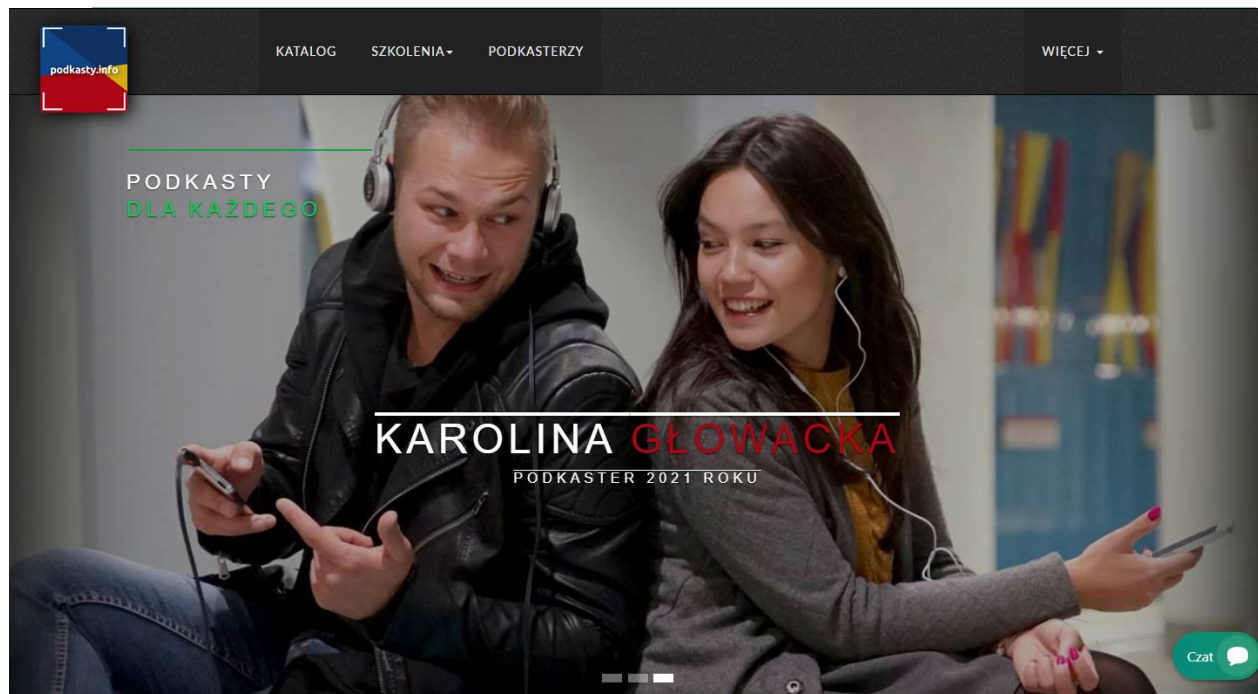 podkasty.info
KATALOG SZKOLENIA PODKASTERZY WIĘCEJ
PODKASTY
DLA KAŻDEGO
KAROLINA GŁOWACKA
PODKASTER 2021 ROKU
Czat